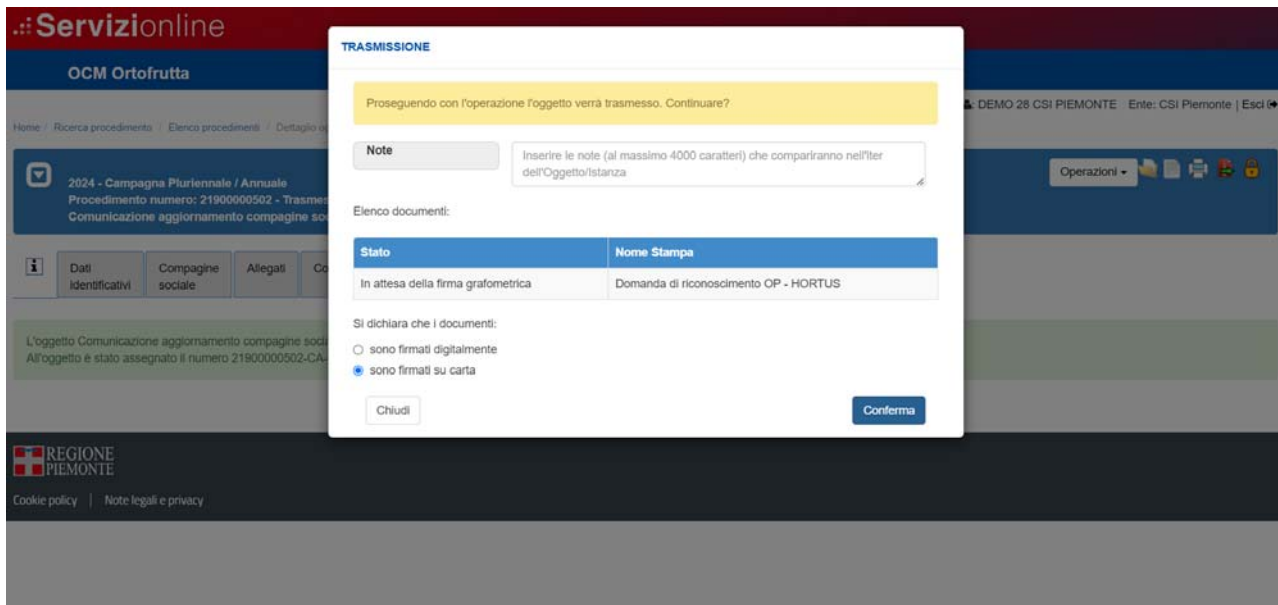 .::Servizionline
OCM Ortofrutta
DEMO 28 CSI PIEMONTE Ente: CSI Piemonte | Esci
Home / Ricerca procedimento / Elenco procedimenti / Dettaglio
2024 - Campagna Pluriennale / Annuale
Procedimento numero: 21900000502 -
Comunicazione aggiornamento compagine
Operazioni
i
Dati identificativi
Compagine sociale
Allegati
L'oggetto Comunicazione aggiornamento compagine
All'oggetto è stato assegnato il numero 21900000502-CA-
TRASMISSIONE
Proseguendo con l'operazione l'oggetto verrà trasmesso. Continuare?
Note
Inserire le note (al massimo 4000 caratteri) che compariranno nell'Iter
dell'Oggetto/Istanza
Elenco documenti:
Stato Nome Stampa
In attesa della firma grafometrica Domanda di riconoscimento OP - HORTUS
Si dichiara che i documenti:
sono firmati digitalmente
sono firmati su carta
Chiudi Conferma
REGIONE
PIEMONTE
Cookie policy | Note legali e privacy